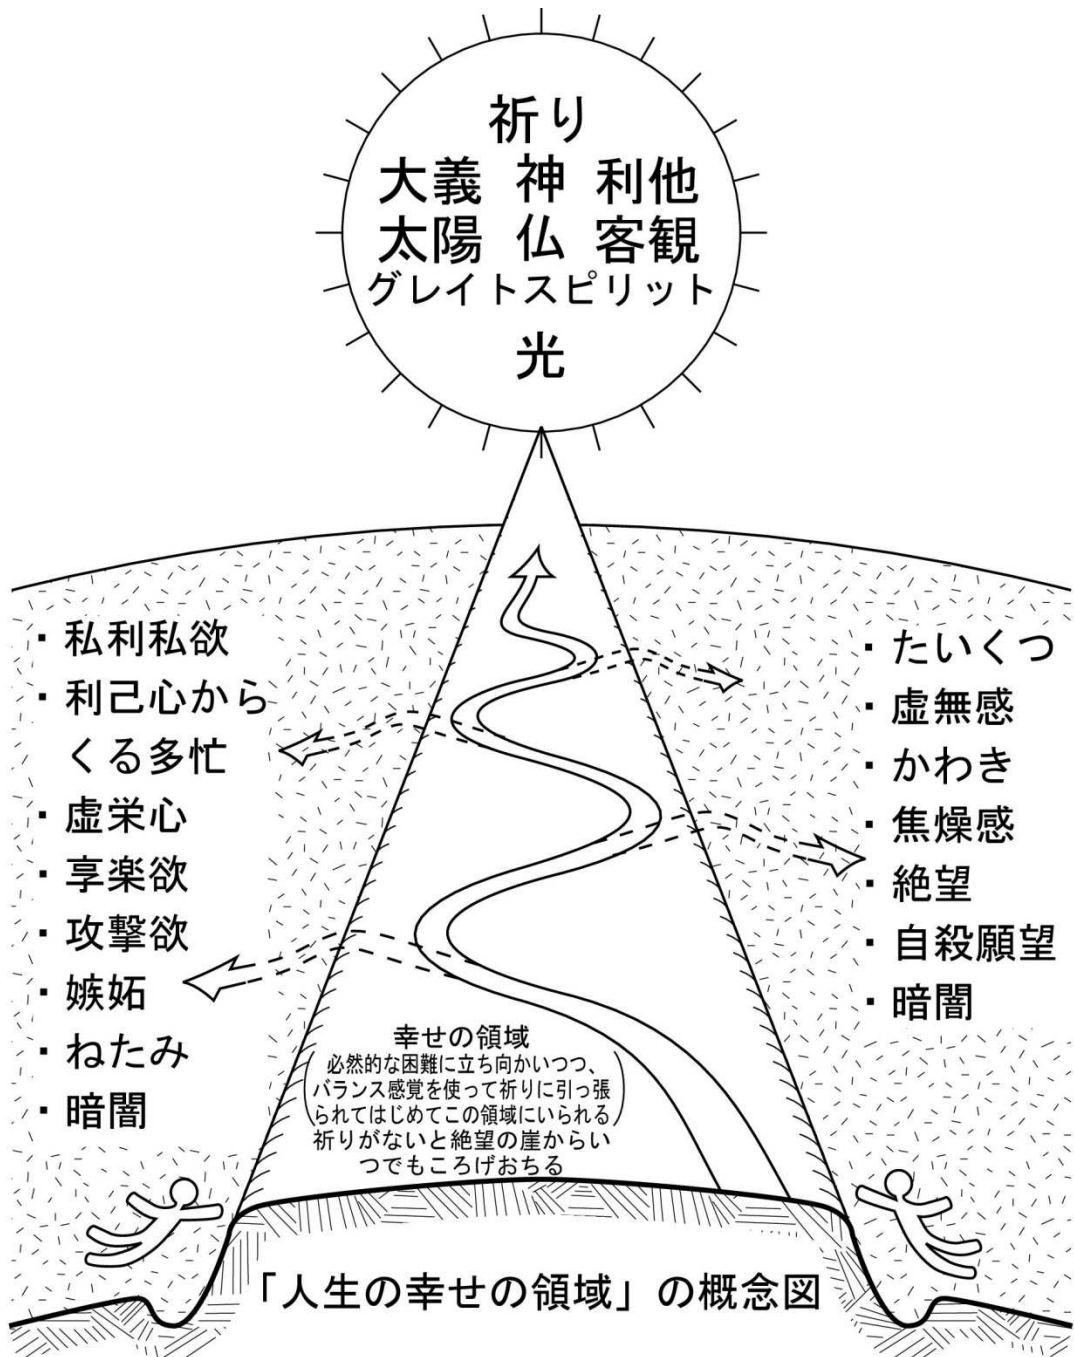 祈り
大義 神 利他
太陽 仏 客観
グレイトスピリット
光
・私利私欲
・利己心から
くる多忙
・虚栄心
・享楽欲
・攻撃欲
・嫉妬
・ねたみ
・暗闇
・たいくつ
・虚無感
・かわき
・焦燥感
・絶望
・自殺願望
・暗闇
幸せの領域
(必然的な困難に立ち向かいつつ、
バランス感覚を使って祈りに引っ張
られてはじめてこの領域にいられる)
祈りがないと絶望の崖からい
つでもころげおちる
「人生の幸せの領域」の概念図